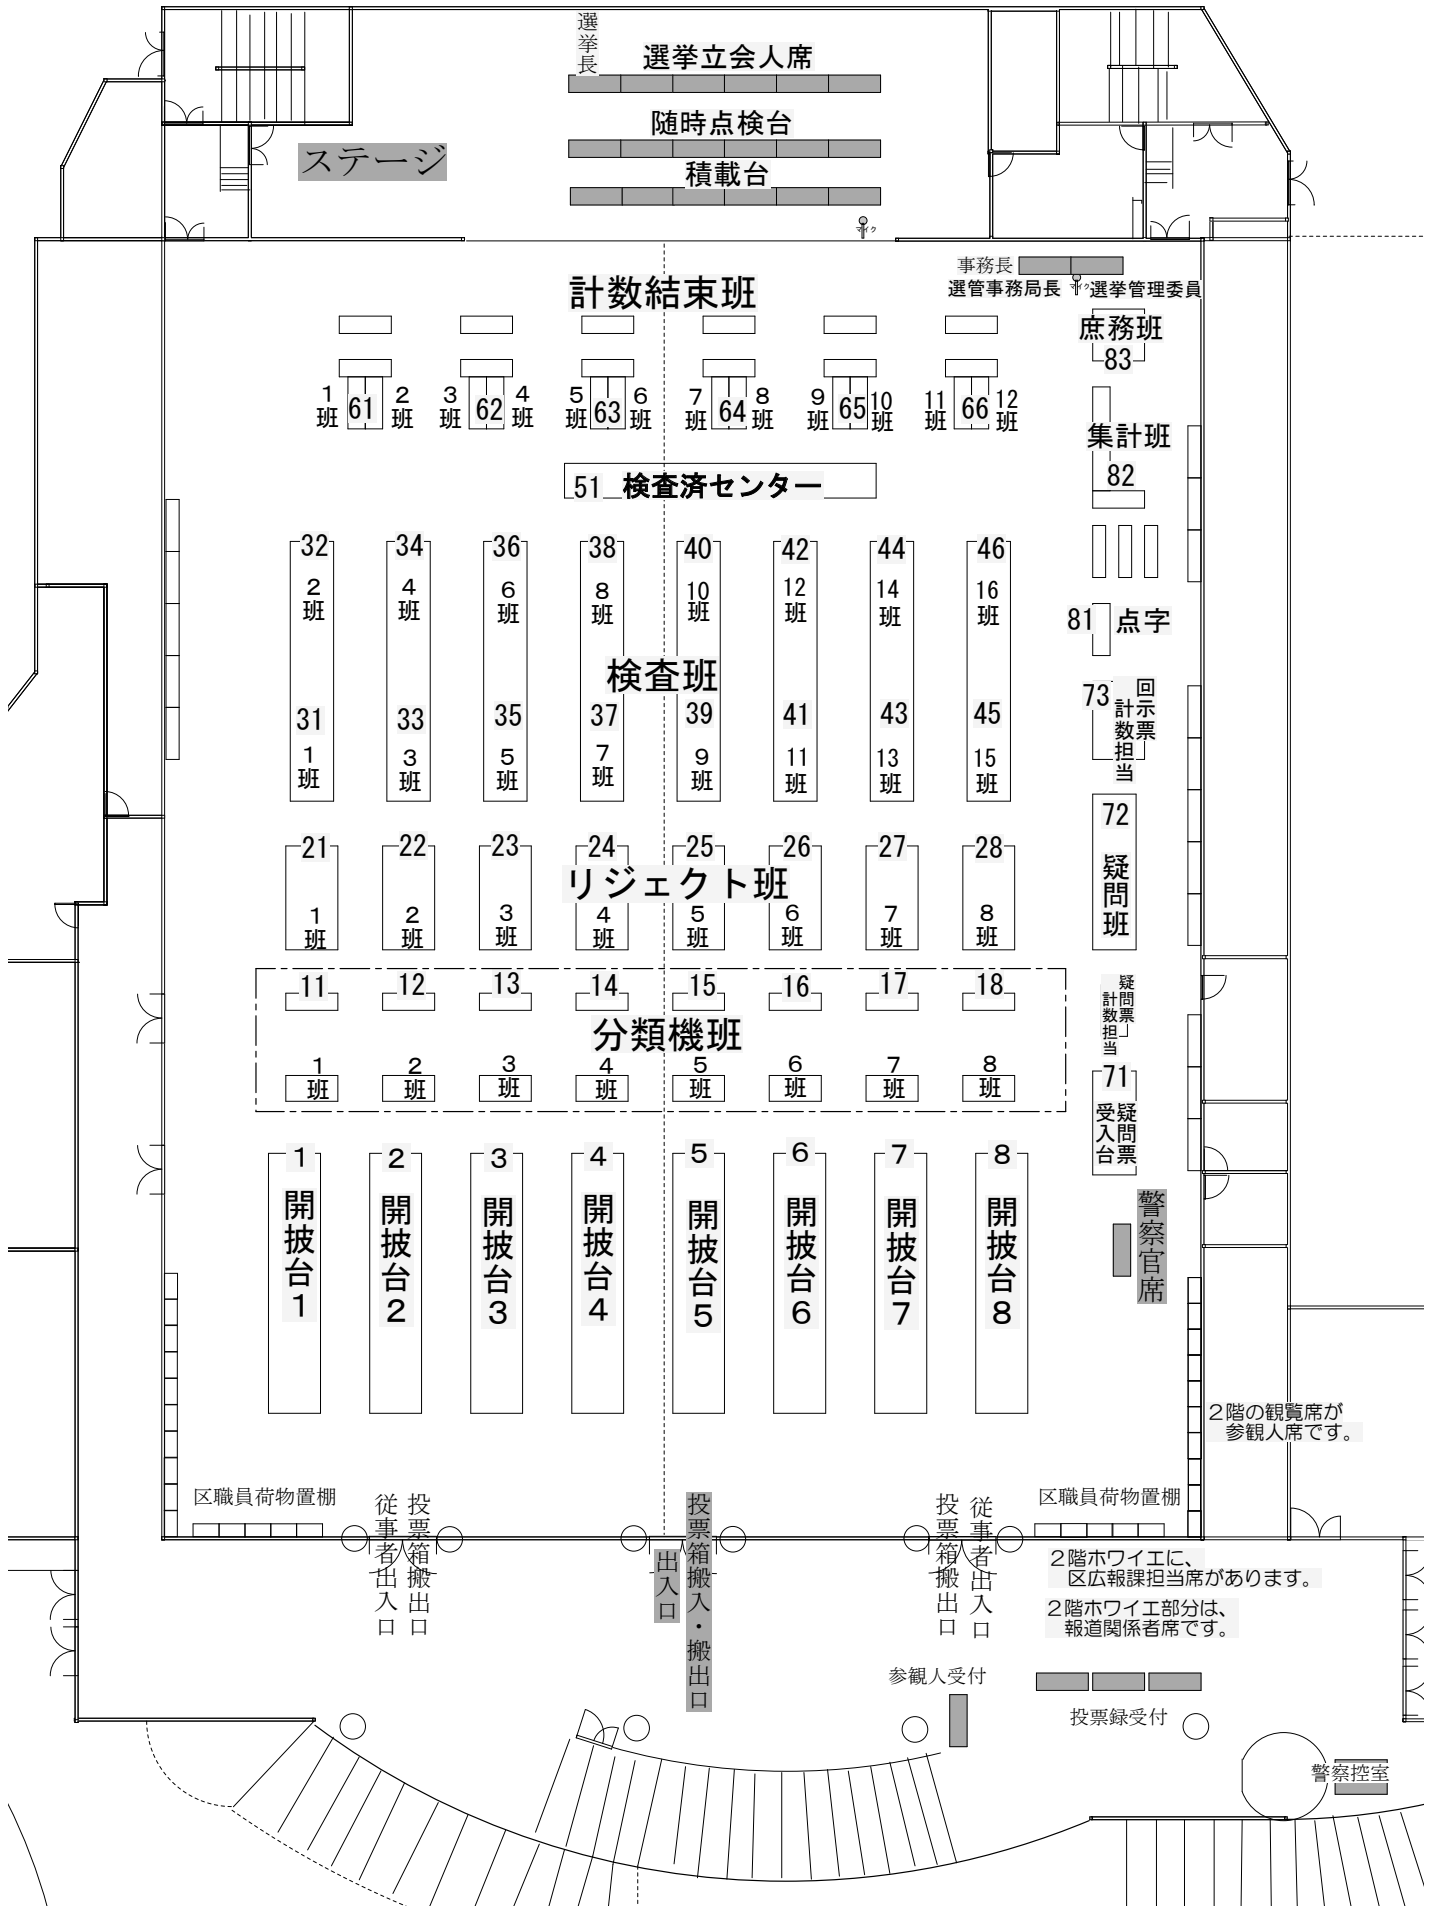 選挙長
選挙立会人席
随時点検台
ステージ
積載台
マイク
事務長
選管事務局長
マイク
選挙管理委員
計数結束班
庶務班
83
1班
61
2班
3班
62
4班
5班
63
6班
7班
64
8班
9班
65
10班
11班
66
12班
集計班
82
51
検査済センター
32
34
36
38
40
42
44
46
2班
4班
6班
8班
10班
12班
14班
16班
81
点字
検査班
73
回示票
計数担当
31
33
35
37
39
41
43
45
1班
3班
5班
7班
9班
11班
13班
15班
72
疑問班
21
22
23
24
25
26
27
28
リジェクト班
1班
2班
3班
4班
5班
6班
7班
8班
11
12
13
14
15
16
17
18
疑問票
計数担当
分類機班
1班
2班
3班
4班
5班
6班
7班
8班
71
疑問票
受入台
1
2
3
4
5
6
7
8
開披台1
開披台2
開披台3
開披台4
開披台5
開披台6
開披台7
開披台8
警察官席
2階の観覧席が
参観人席です。
区職員荷物置棚
従事者出入口
投票箱搬出口
出入口
投票箱搬入・搬出口
投票箱搬出口
従事者出入口
区職員荷物置棚
2階ホワイエに、
区広報課担当席があります。
2階ホワイエ部分は、
報道関係者席です。
参観人受付
投票録受付
警察控室